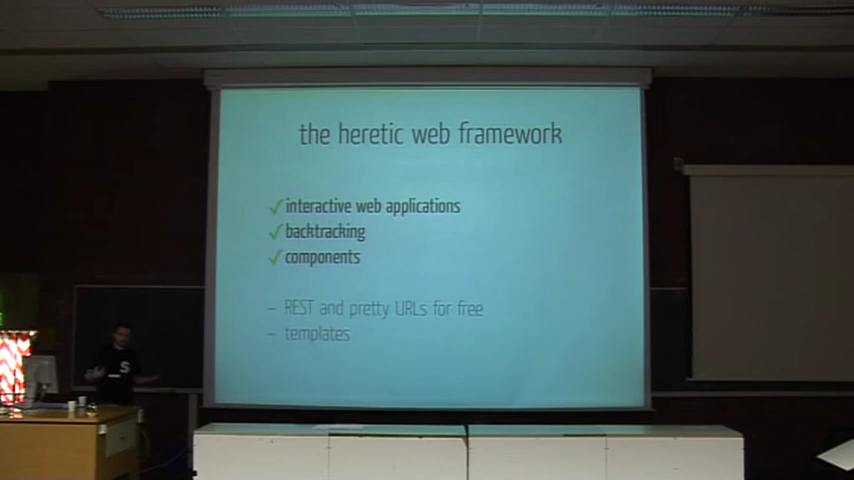 the heretic web framework
✓ interactive web applications
✓ backtracking
✓ components
– REST and pretty URLs for free
– templates
S